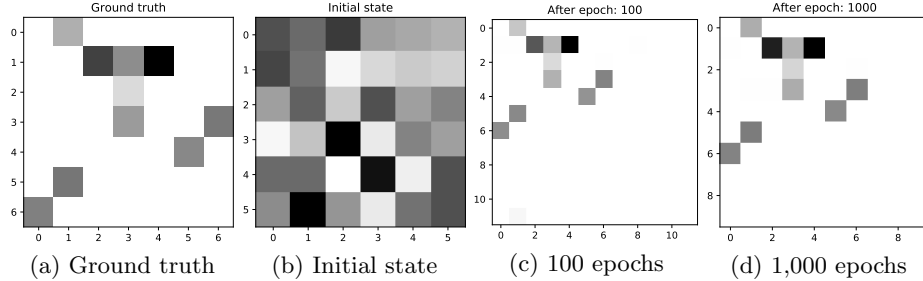 Ground truth
0
1
2
3
4
5
6
0 1 2 3 4 5 6
(a) Ground truth
Initial state
0
1
2
3
4
5
0 1 2 3 4 5
(b) Initial state
After epoch: 100
0
2
4
6
8
10
0 2 4 6 8 10
(c) 100 epochs
After epoch: 1000
0
2
4
6
8
0 2 4 6 8
(d) 1,000 epochs